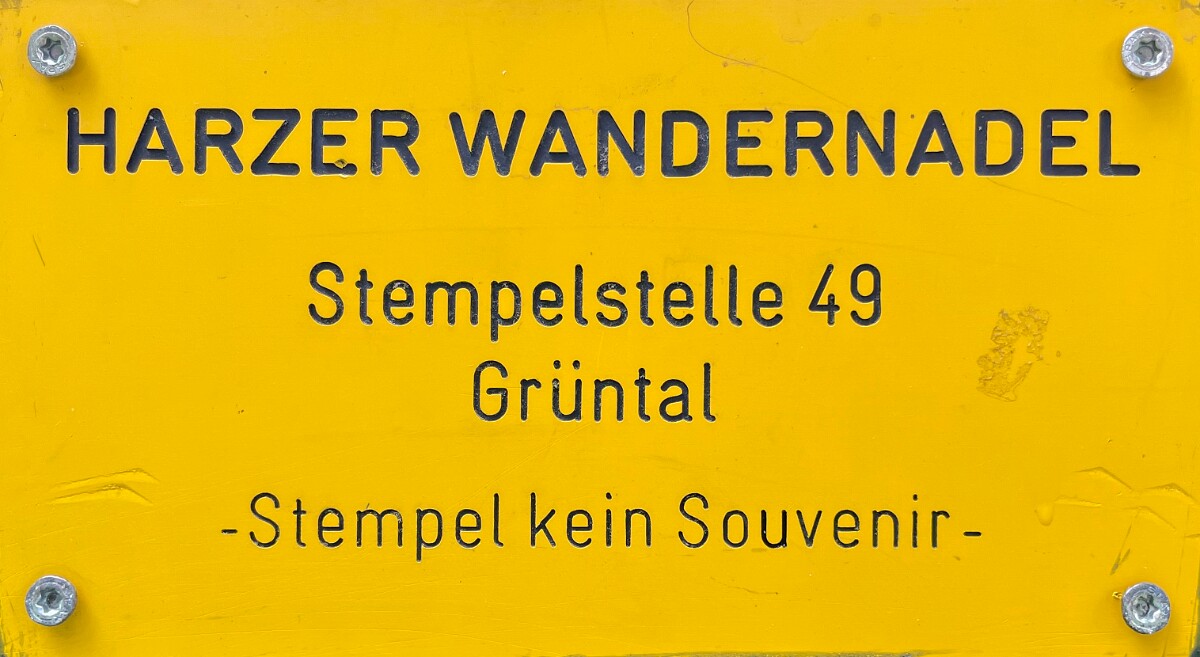 HARZER WANDERNADEL
Stempelstelle 49
Grüntal
-Stempel kein Souvenir-